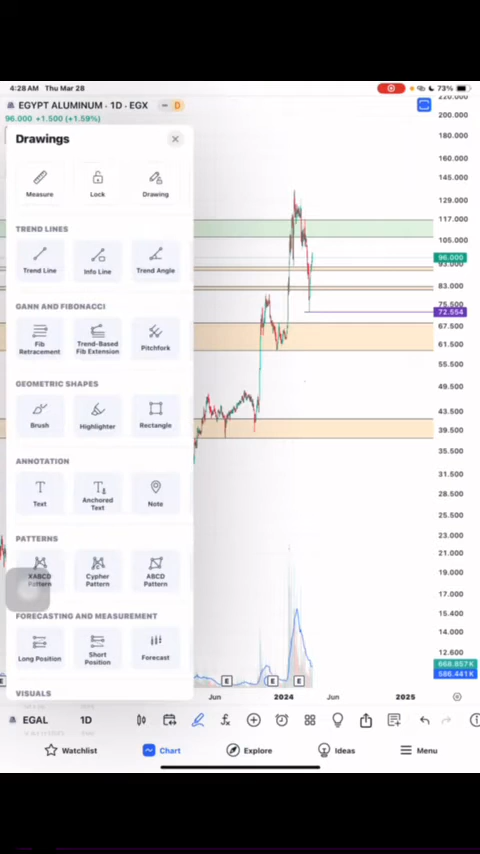 4:28 AM Thu Mar 28
73%
EGYPT ALUMINUM · 1D · EGX
D
96.000 +1.500 (+1.59%)
Drawings
Measure
Lock
Drawing
TREND LINES
Trend Line
Info Line
Trend Angle
GANN AND FIBONACCI
Fib Retracement
Trend-Based Fib Extension
Pitchfork
GEOMETRIC SHAPES
Brush
Highlighter
Rectangle
ANNOTATION
Text
Anchored Text
Note
PATTERNS
XABCD Pattern
Cypher Pattern
ABCD Pattern
FORECASTING AND MEASUREMENT
Long Position
Short Position
Forecast
VISUALS
220.000
200.000
180.000
160.000
145.000
129.000
117.000
105.000
96.000
93.000
83.000
75.500
72.554
67.500
61.500
55.500
49.500
43.500
39.500
35.500
31.500
28.500
25.500
23.000
21.000
19.000
17.000
15.400
14.000
12.600
668.857K
586.441K
E
E
E
Jun
2024
Jun
2025
EGAL
1D
Watchlist
Chart
Explore
Ideas
Menu